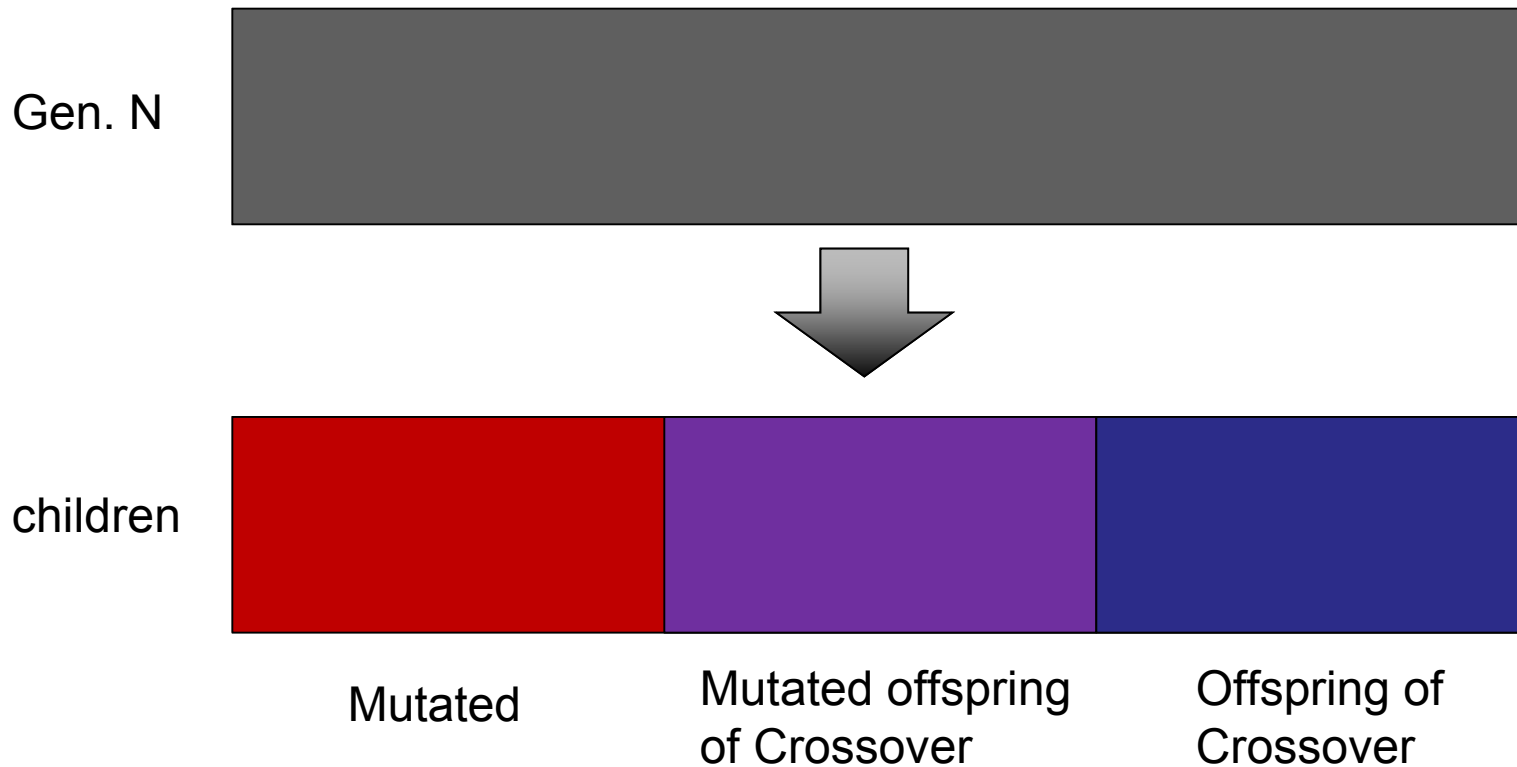 Gen. N
children
Mutated
Mutated offspring
of Crossover
Offspring of
Crossover